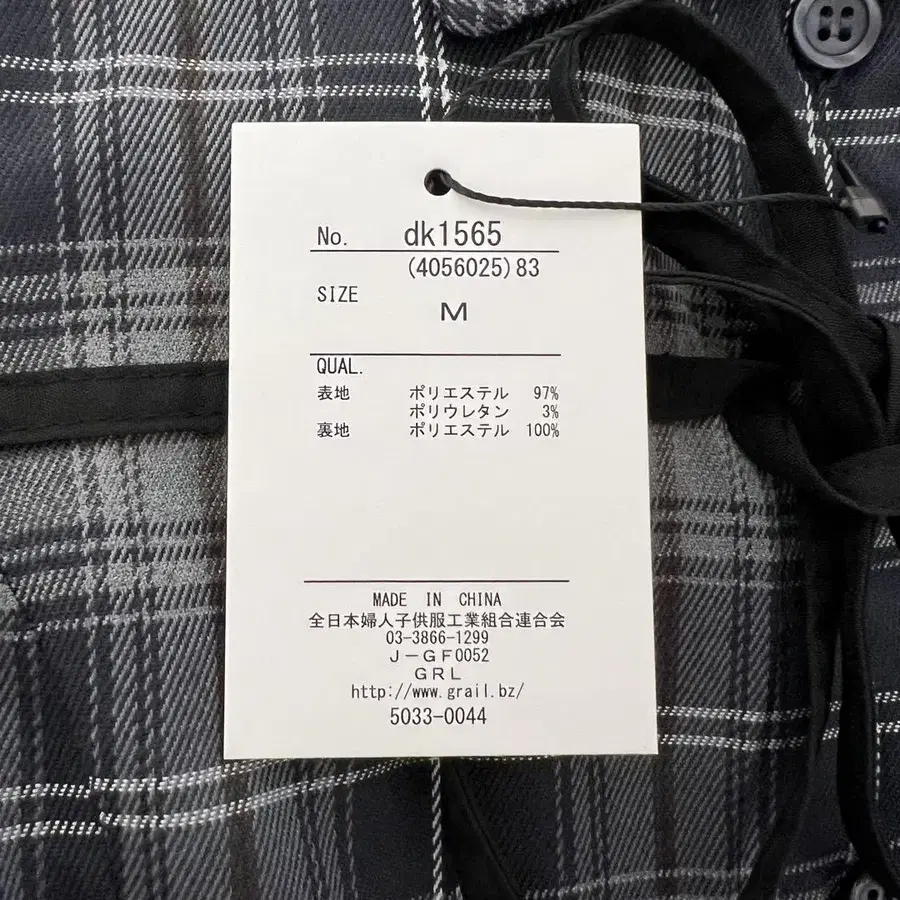 No. dk1565
(4056025)83
SIZE
M
QUAL.
表地 ポリエステル 97%
ポリウレタン 3%
裏地 ポリエステル 100%
MADE IN CHINA
全日本婦人子供服工業組合連合会
03-3866-1299
J－GF0052
GRL
http://www.grail.bz/
5033-0044